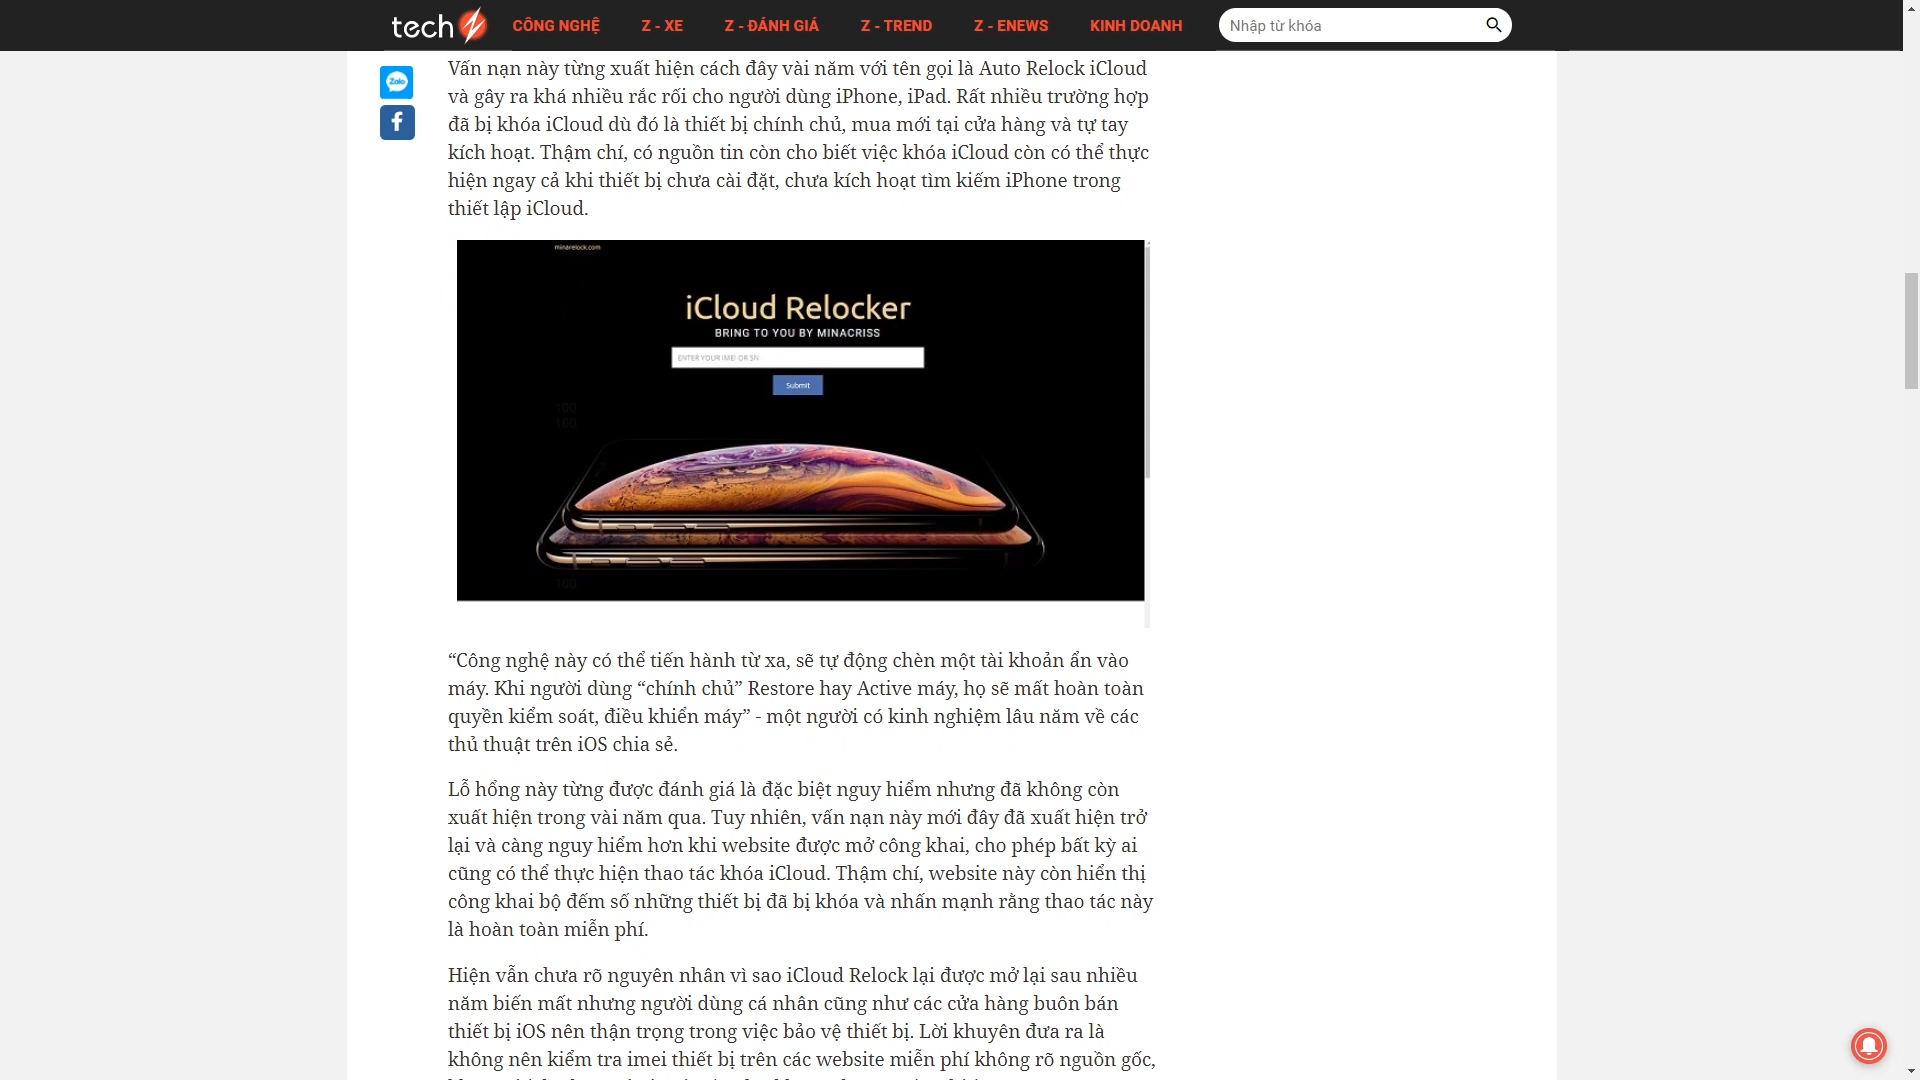 tech
CÔNG NGHỆ
Z - XE
Z - ĐÁNH GIÁ
Z - TREND
Z - ENEWS
KINH DOANH
Nhập từ khóa
Zalo
Vấn nạn này từng xuất hiện cách đây vài năm với tên gọi là Auto Relock iCloud
và gây ra khá nhiều rắc rối cho người dùng iPhone, iPad. Rất nhiều trường hợp
đã bị khóa iCloud dù đó là thiết bị chính chủ, mua mới tại cửa hàng và tự tay
kích hoạt. Thậm chí, có nguồn tin còn cho biết việc khóa iCloud còn có thể thực
hiện ngay cả khi thiết bị chưa cài đặt, chưa kích hoạt tìm kiếm iPhone trong
thiết lập iCloud.
minarelock.com
iCloud Relocker
BRING TO YOU BY MINACRISS
ENTER YOUR IMEI OR SN
Submit
100
100
100
“Công nghệ này có thể tiến hành từ xa, sẽ tự động chèn một tài khoản ẩn vào
máy. Khi người dùng “chính chủ” Restore hay Active máy, họ sẽ mất hoàn toàn
quyền kiểm soát, điều khiển máy” - một người có kinh nghiệm lâu năm về các
thủ thuật trên iOS chia sẻ.
Lỗ hổng này từng được đánh giá là đặc biệt nguy hiểm nhưng đã không còn
xuất hiện trong vài năm qua. Tuy nhiên, vấn nạn này mới đây đã xuất hiện trở
lại và càng nguy hiểm hơn khi website được mở công khai, cho phép bất kỳ ai
cũng có thể thực hiện thao tác khóa iCloud. Thậm chí, website này còn hiển thị
công khai bộ đếm số những thiết bị đã bị khóa và nhấn mạnh rằng thao tác này
là hoàn toàn miễn phí.
Hiện vẫn chưa rõ nguyên nhân vì sao iCloud Relock lại được mở lại sau nhiều
năm biến mất nhưng người dùng cá nhân cũng như các cửa hàng buôn bán
thiết bị iOS nên thận trọng trong việc bảo vệ thiết bị. Lời khuyên đưa ra là
không nên kiểm tra imei thiết bị trên các website miễn phí không rõ nguồn gốc,